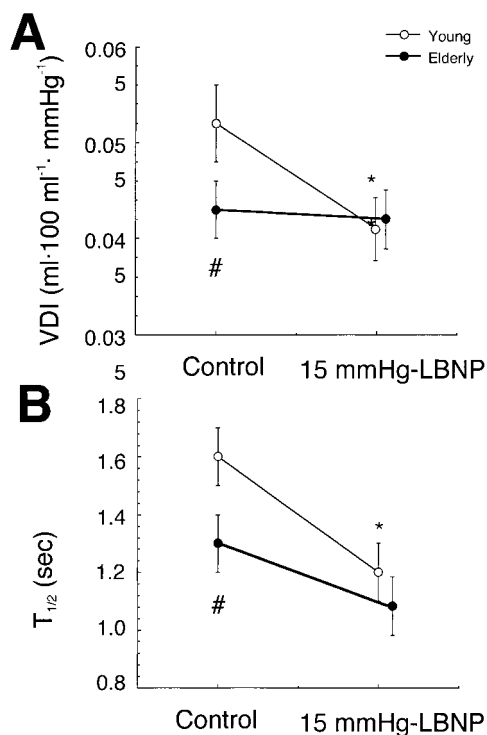 A
Young
Elderly
VDI (ml·100 ml⁻¹· mmHg⁻¹)
0.06
5
0.05
5
0.04
5
0.03
5
*
#
Control
15 mmHg-LBNP
B
T1/2 (sec)
1.8
1.6
1.4
1.2
1.0
0.8
*
#
Control
15 mmHg-LBNP